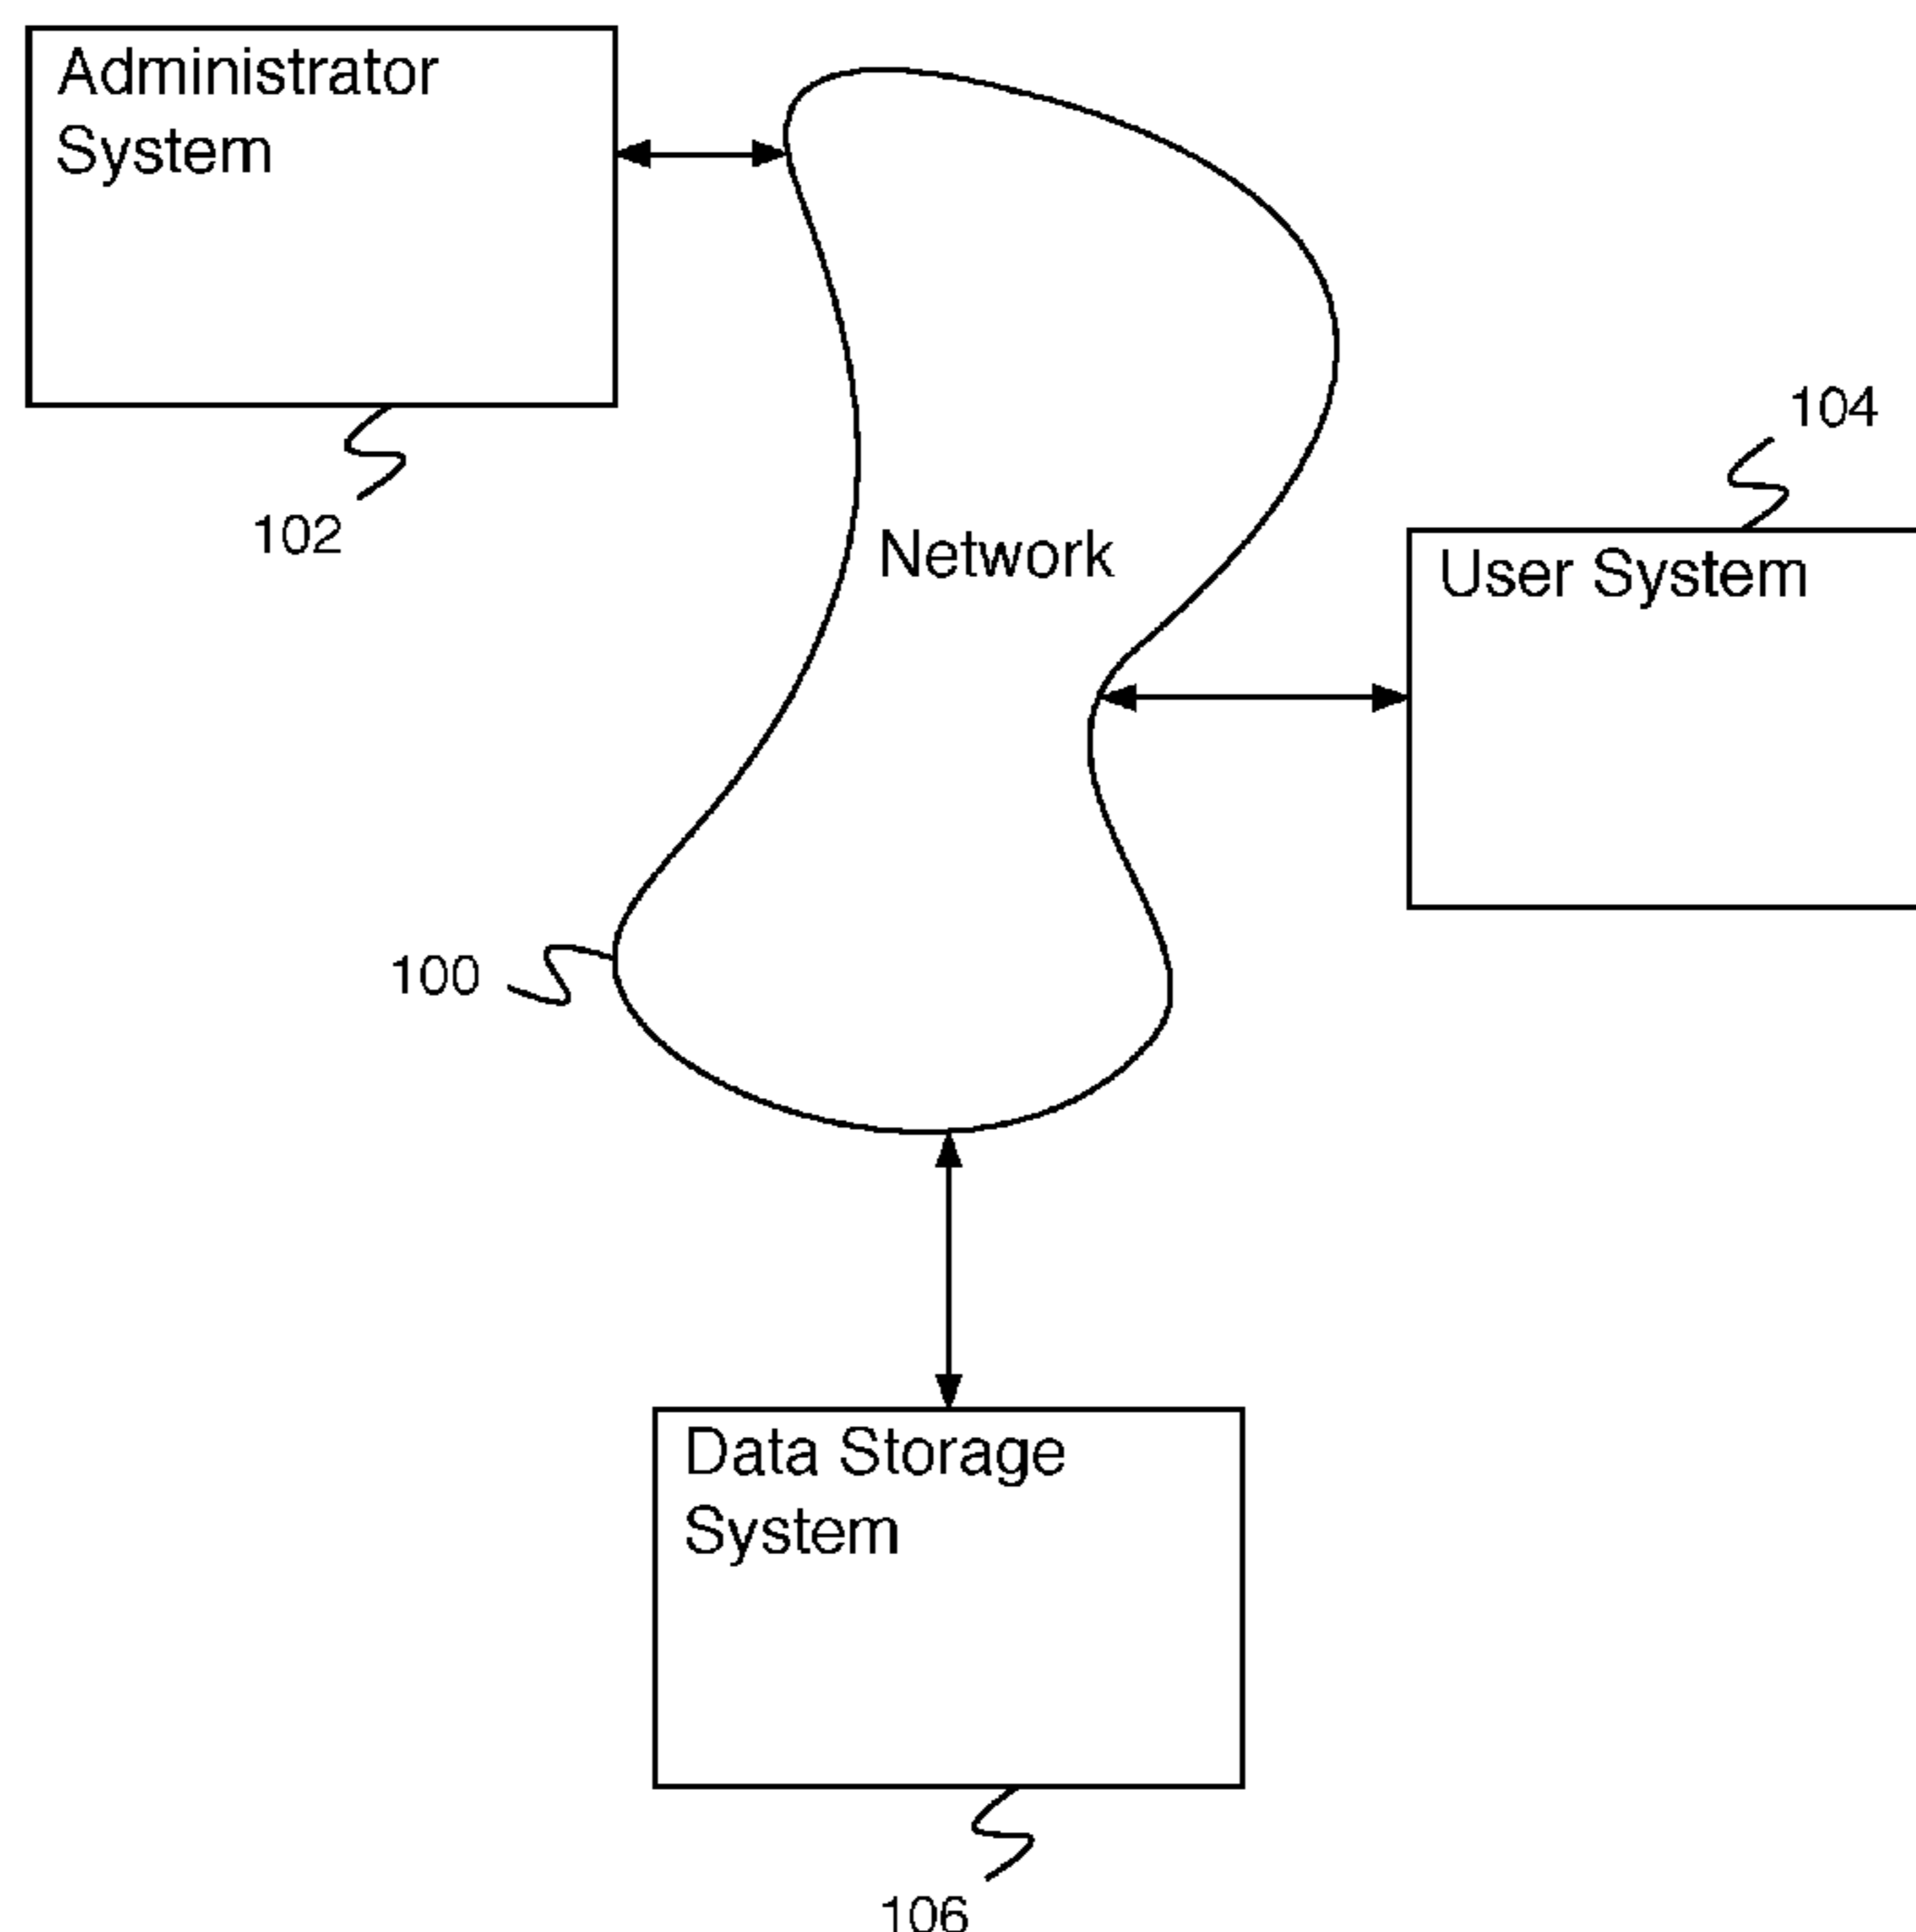 Administrator
System
102
104
Network
User System
100
Data Storage
System
106